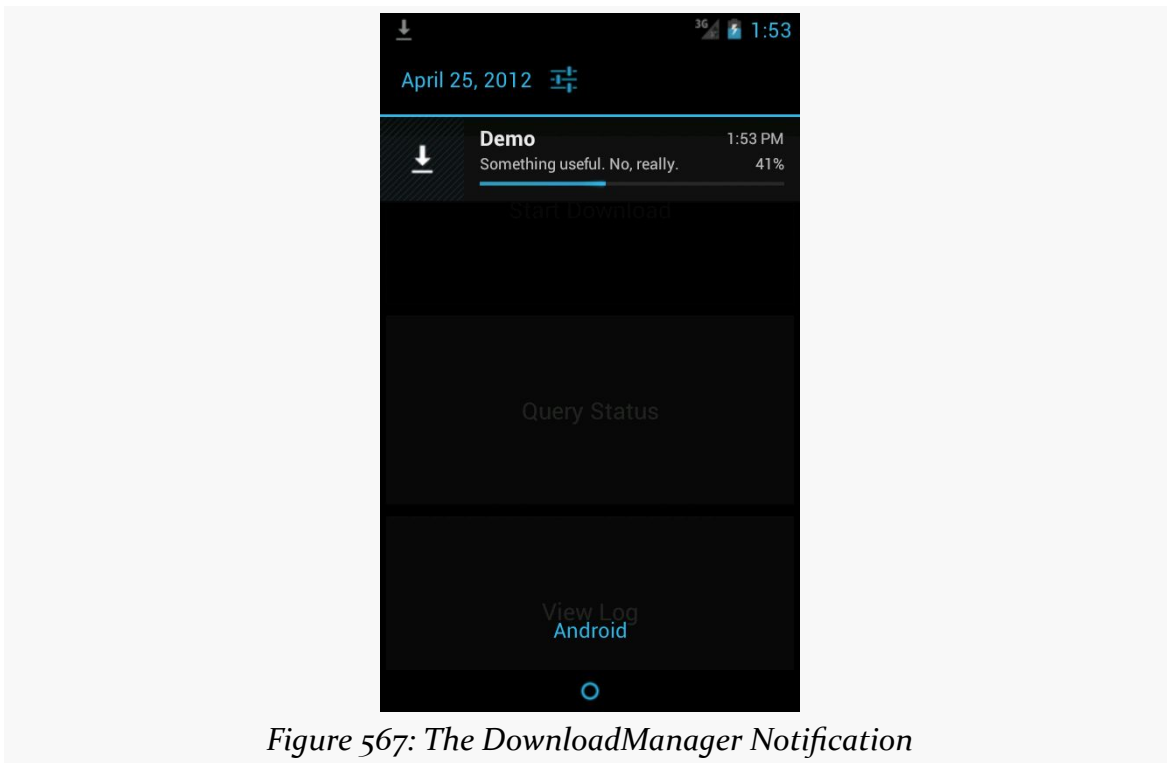 3G 1:53
April 25, 2012
Demo 1:53 PM
Something useful. No, really. 41%
Start Download
Query Status
View Log
Android
Figure 567: The DownloadManager Notification